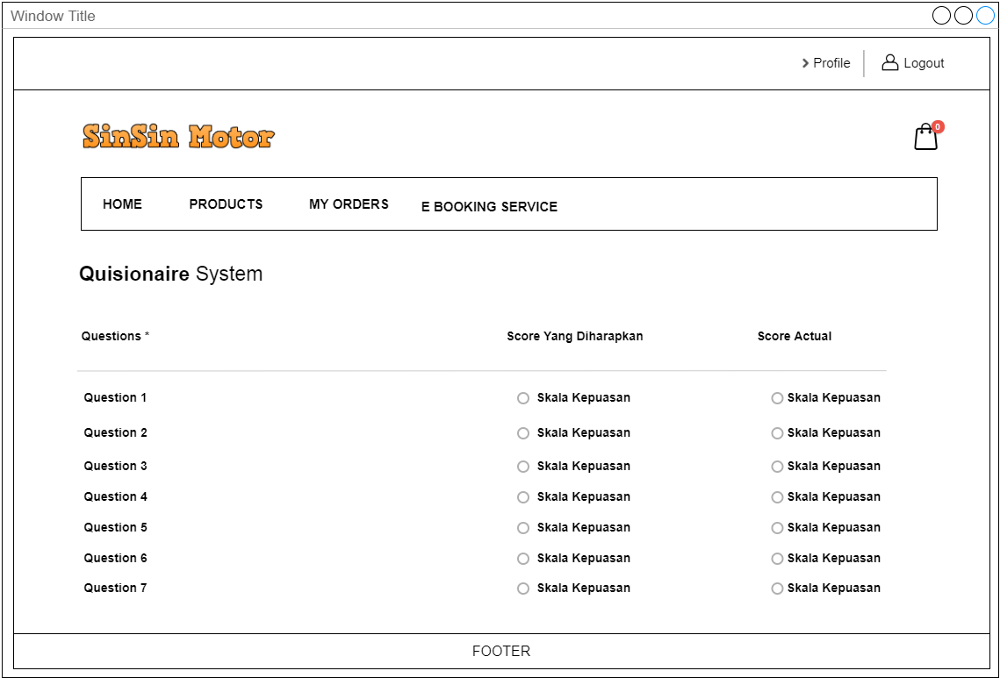 Window Title
Profile Logout
SinSin Motor
0
HOME PRODUCTS MY ORDERS E BOOKING SERVICE
Quisionaire System
Questions * Score Yang Diharapkan Score Actual
Question 1 Skala Kepuasan Skala Kepuasan
Question 2 Skala Kepuasan Skala Kepuasan
Question 3 Skala Kepuasan Skala Kepuasan
Question 4 Skala Kepuasan Skala Kepuasan
Question 5 Skala Kepuasan Skala Kepuasan
Question 6 Skala Kepuasan Skala Kepuasan
Question 7 Skala Kepuasan Skala Kepuasan
FOOTER